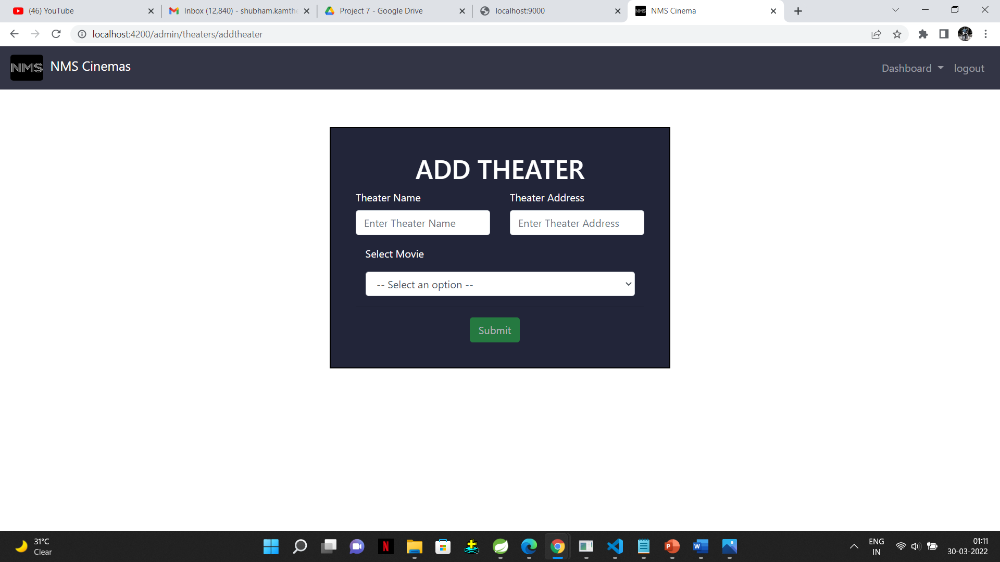 (46) YouTube
Inbox (12,840) - shubham.kamthe
Project 7 - Google Drive
localhost:9000
NMS
NMS Cinema
localhost:4200/admin/theaters/addtheater
NMS
NMS Cinemas
Dashboard
logout
ADD THEATER
Theater Name
Theater Address
Enter Theater Name
Enter Theater Address
Select Movie
-- Select an option --
Submit
31°C
Clear
N
P
W
ENG
IN
01:11
30-03-2022